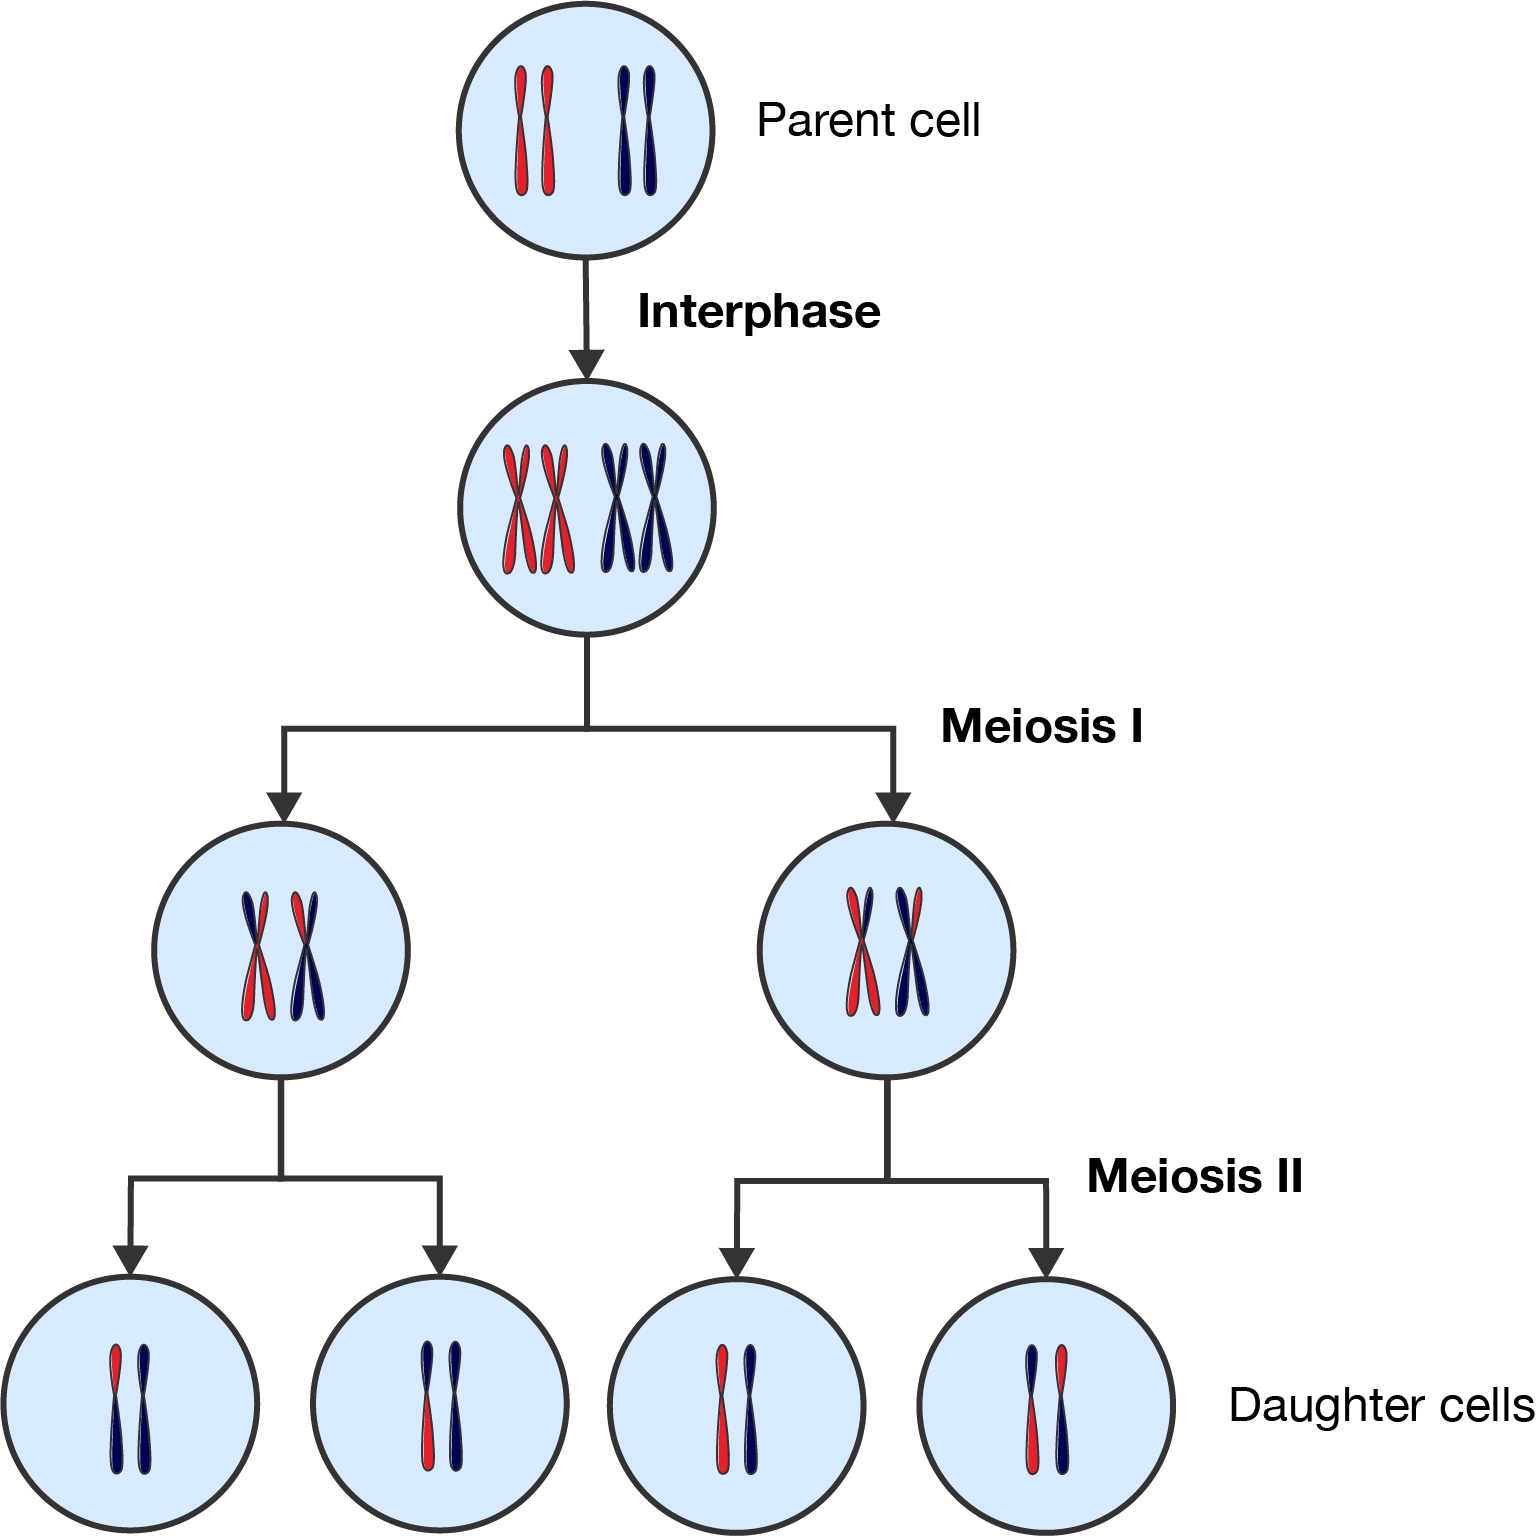 Parent cell
Interphase
Meiosis I
Meiosis II
Daughter cells